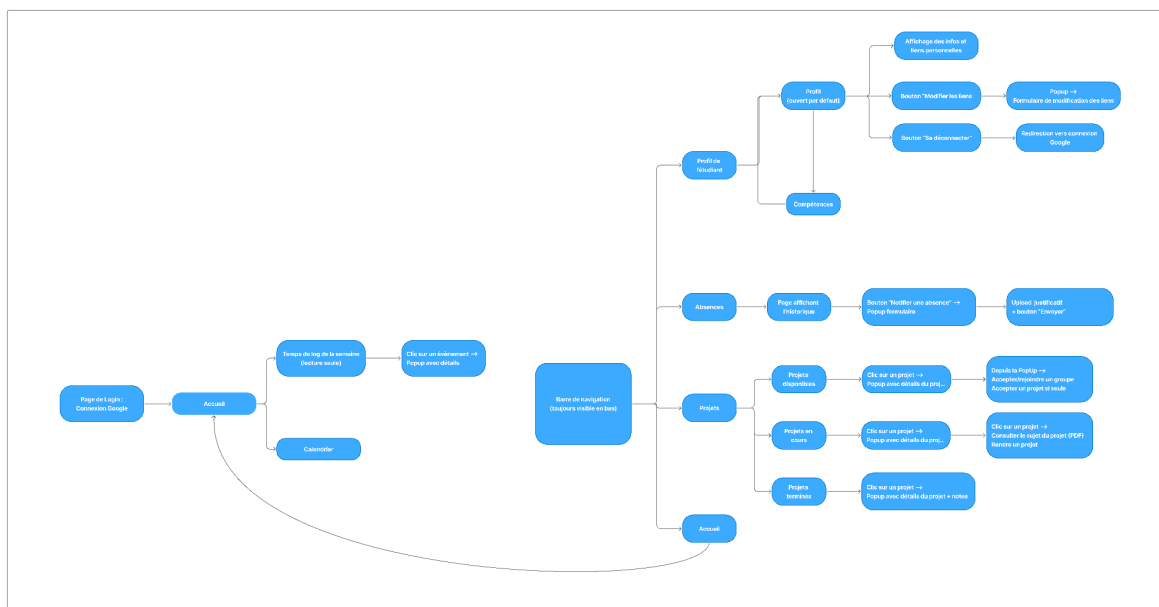 Affichage des infos et
liens personnelles
Profil
(ouvert par défaut)
Bouton "Modifier les liens
Popup →
Formulaire de modification des liens
Bouton "Se déconnecter"
Redirection vers connexion
Google
Profil de
l'étudiant
Compétences
Absences
Page affichant
l'historique
Bouton "Notifier une absence" →
Popup formulaire
Upload justificatif
+ bouton "Envoyer"
Temps de log de la semaine
(lecture seule)
Clic sur un évènement →
Popup avec détails
Page de Login :
Connexion Google
Accueil
Calendrier
Barre de navigation
(toujours visible en bas)
Projets
Projets
disponibles
Clic sur un projet →
Popup avec détails du proj...
Depuis la PopUp →
Accepter/rejoindre un groupe
Accepter un projet si seule
Projets en
cours
Clic sur un projet →
Popup avec détails du proj...
Clic sur un projet →
Consulter le sujet du projet (PDF)
Rendre un projet
Projets
terminés
Clic sur un projet →
Popup avec détails du projet + notes
Accueil